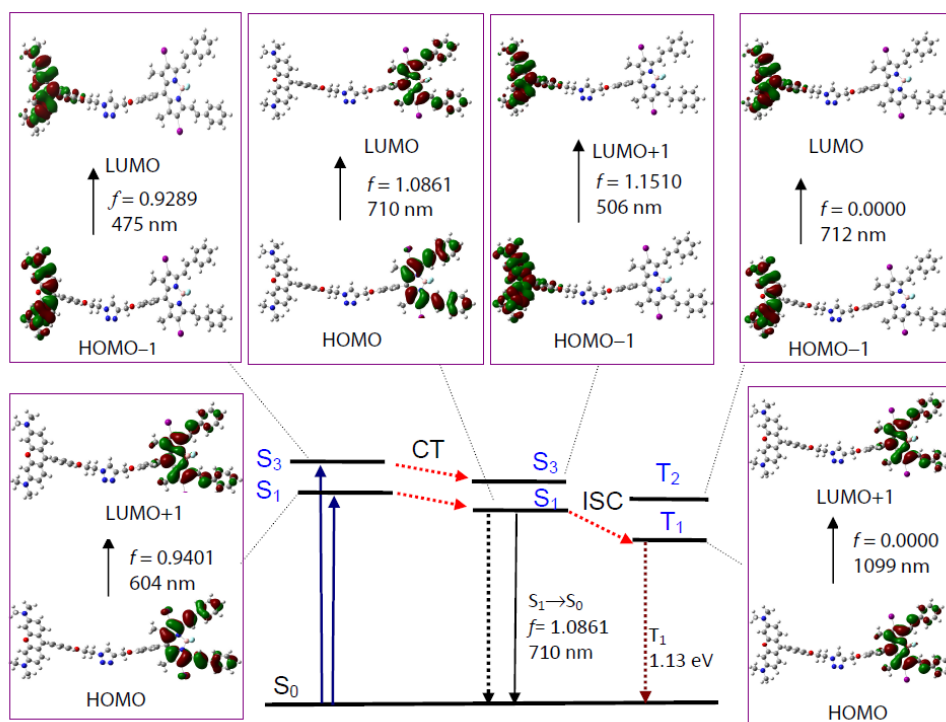 LUMO
f = 0.9289
475 nm
HOMO–1
LUMO
f = 1.0861
710 nm
HOMO
LUMO+1
f = 1.1510
506 nm
HOMO–1
LUMO
f = 0.0000
712 nm
HOMO–1
LUMO+1
f = 0.9401
604 nm
HOMO
S3
CT
S3
T2
S1
S1
ISC
T1
S1→S0
f= 1.0861
710 nm
T1
1.13 eV
S0
LUMO+1
f = 0.0000
1099 nm
HOMO